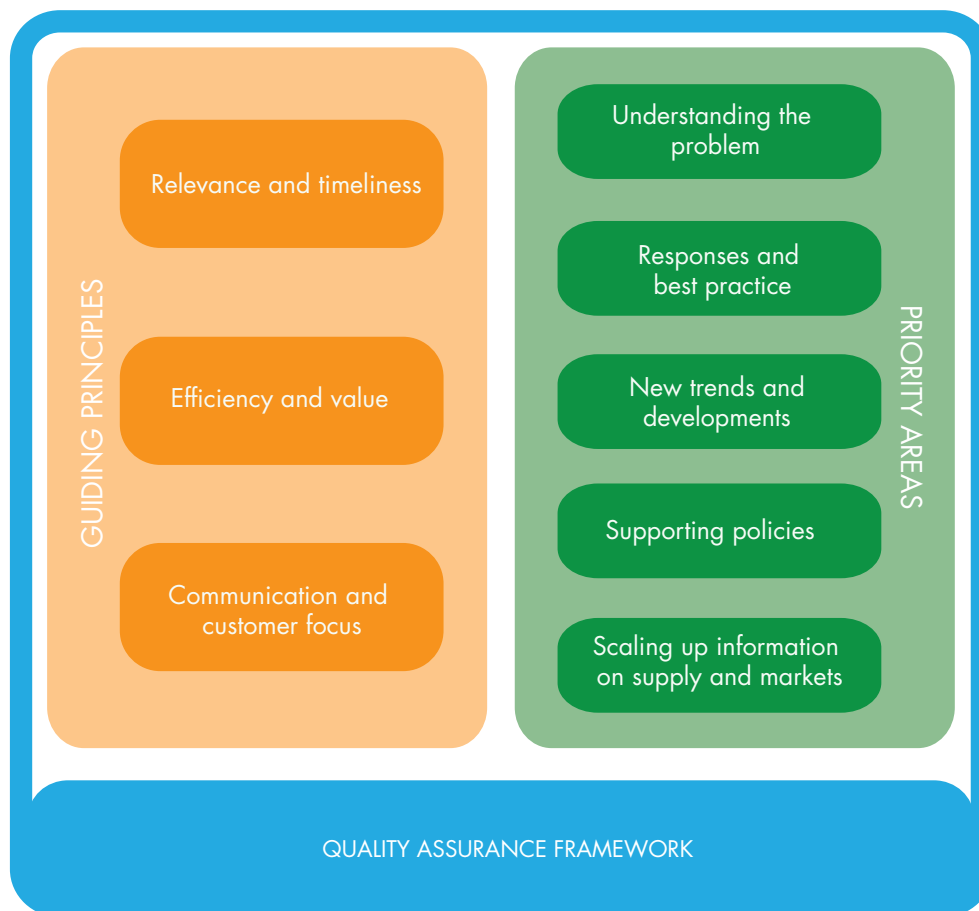 GUIDING PRINCIPLES
Relevance and timeliness
Efficiency and value
Communication and
customer focus
PRIORITY AREAS
Understanding the
problem
Responses and
best practice
New trends and
developments
Supporting policies
Scaling up information
on supply and markets
QUALITY ASSURANCE FRAMEWORK